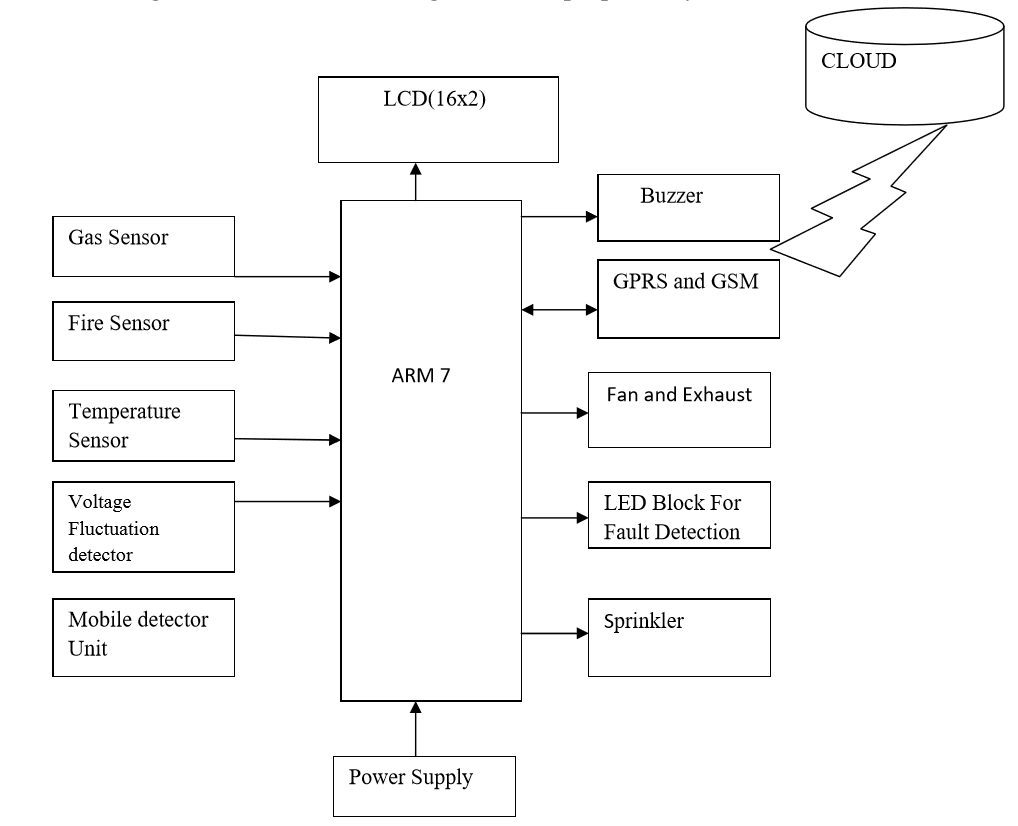 CLOUD
LCD(16x2)
Buzzer
Gas Sensor
GPRS and GSM
Fire Sensor
ARM 7
Fan and Exhaust
Temperature
Sensor
Voltage
Fluctuation
detector
LED Block For
Fault Detection
Mobile detector
Unit
Sprinkler
Power Supply